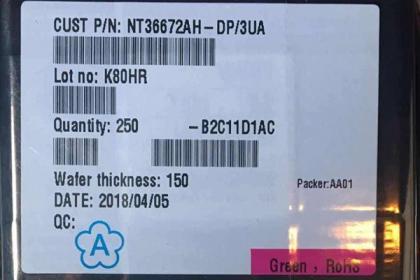 CUST P/N: NT36672AH-DP/3UA
Lot no: K80HR
Quantity: 250 -B2C11D1AC
Wafer thickness: 150
Packer:AA01
DATE: 2018/04/05
QC:
A
Green , RoHS